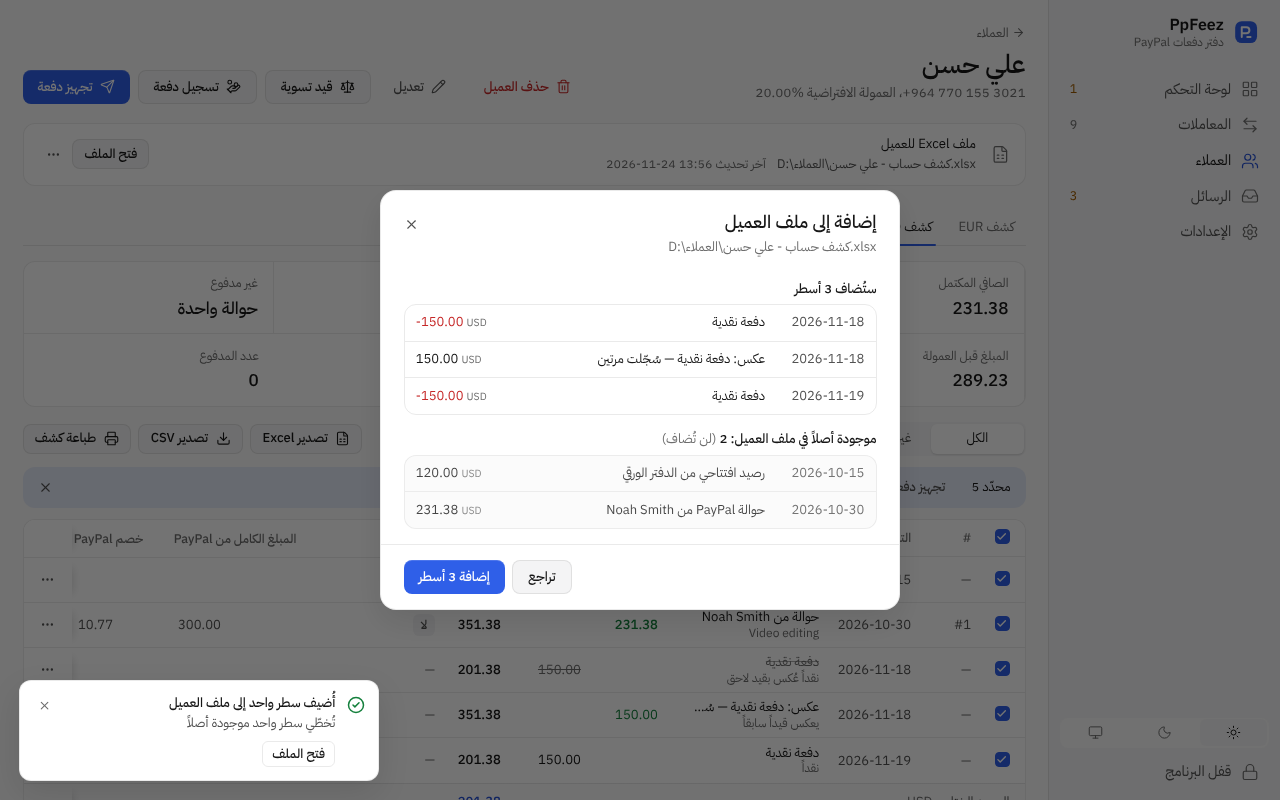 PpFeez
دفتر دفعات PayPal
لوحة التحكم 1
المعاملات 9
العملاء
الرسائل 3
الإعدادات
قفل البرنامج
العملاء
علي حسن
+964 770 155 3021، العمولة الافتراضية %20.00
حذف العميل
تعديل
قيد تسوية
تسجيل دفعة
تجهيز دفعة
ملف Excel للعميل
D:\العملاء\كشف حساب - علي حسن.xlsx آخر تحديث 13:56 24-11-2026
فتح الملف
كشف EUR
كشف
الصافي المكتمل
231.38
غير مدفوع
حوالة واحدة
المبلغ قبل العمولة
289.23
عدد المدفوع
0
الكل
تصدير Excel
تصدير CSV
طباعة كشف
محدّد 5
# المبلغ الكامل من PayPal خصم PayPal
—
#1 2026-10-30 حوالة من Noah Smith 231.38 351.38 لا 300.00 10.77
Video editing
— 2026-11-18 دفعة نقدية 150.00 201.38 —
نقداً عُكس بقيد لاحق
— 2026-11-18 عكس: دفعة نقدية — سُـ... 150.00 351.38 —
يعكس قيداً سابقاً
— 2026-11-19 دفعة نقدية 150.00 201.38 —
نقداً
إضافة إلى ملف العميل
D:\العملاء\كشف حساب - علي حسن.xlsx
ستُضاف 3 أسطر
2026-11-18 دفعة نقدية -150.00 USD
2026-11-18 عكس: دفعة نقدية — سُجّلت مرتين 150.00 USD
2026-11-19 دفعة نقدية -150.00 USD
موجودة أصلاً في ملف العميل: 2 (لن تُضاف)
2026-10-15 رصيد افتتاحي من الدفتر الورقي 120.00 USD
2026-10-30 حوالة PayPal من Noah Smith 231.38 USD
تراجع
إضافة 3 أسطر
أُضيف سطر واحد إلى ملف العميل
تُخطّي سطر واحد موجودة أصلاً
فتح الملف